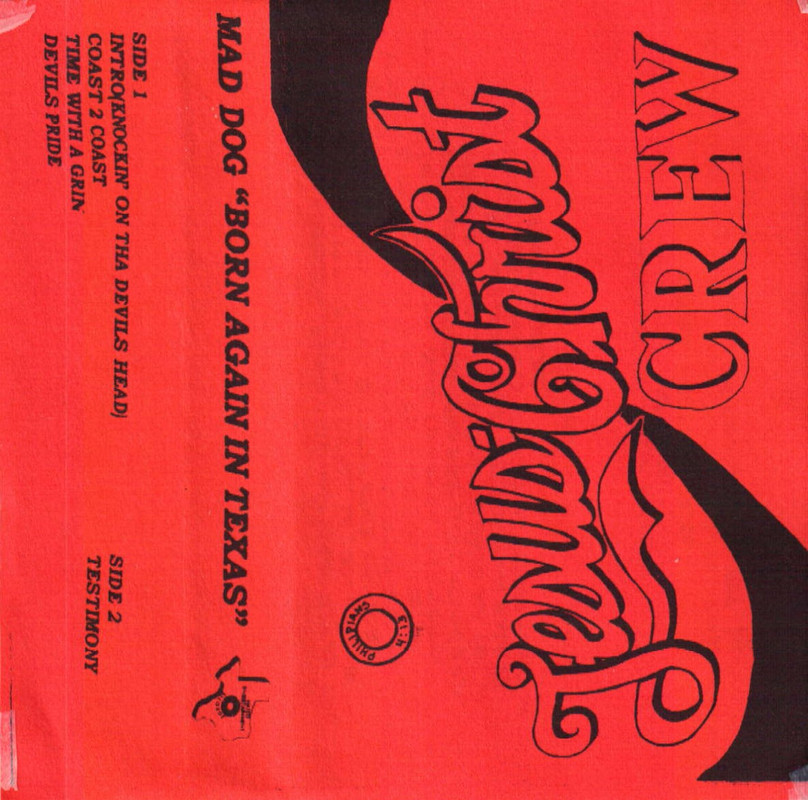 Jesus Christ
CREW
PHILIPIANS 4:13
MAD DOG “BORN AGAIN IN TEXAS”
SIDE 1
INTRO(KNOCKIN' ON THA DEVILS HEAD)
COAST 2 COAST
TIME WITH A GRIN
DEVILS PRIDE
SIDE 2
TESTIMONY